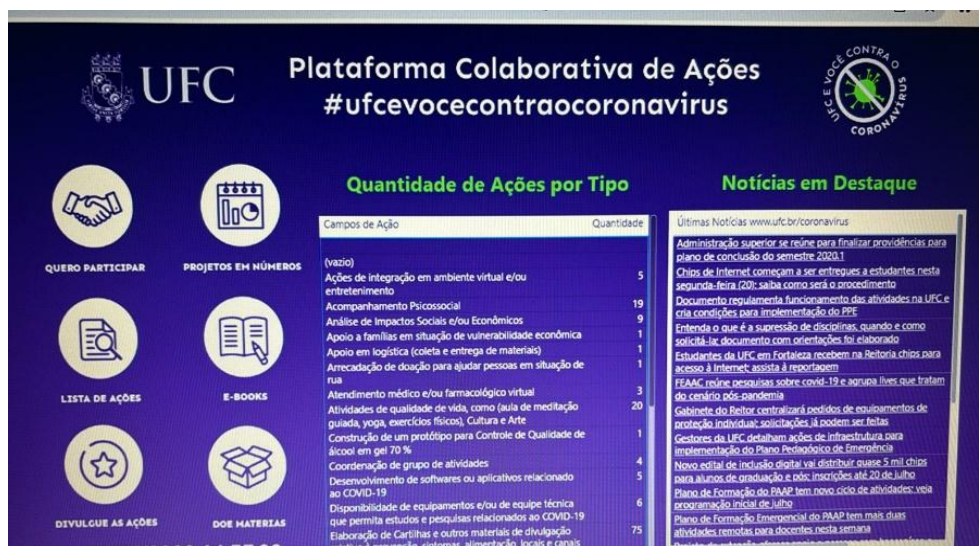 UFC
Plataforma Colaborativa de Ações
#ufcevocecontraocoronavirus
UFC E VOCÊ CONTRA O
CORONAVÍRUS
QUERO PARTICIPAR
PROJETOS EM NÚMEROS
LISTA DE AÇÕES
E-BOOKS
DIVULGUE AS AÇÕES
DOE MATERIAS
Quantidade de Ações por Tipo
Campos de Ação Quantidade
(vazio)
Ações de integração em ambiente virtual e/ou 5
entretenimento
Acompanhamento Psicossocial 19
Análise de Impactos Sociais e/ou Econômicos 9
Apoio a famílias em situação de vulnerabilidade econômica 1
Apoio em logística (coleta e entrega de materiais) 1
Arrecadação de doação para ajudar pessoas em situação de 1
rua
Atendimento médico e/ou farmacológico virtual 3
Atividades de qualidade de vida, como (aula de meditação 20
guiada, yoga, exercícios físicos), Cultura e Arte
Construção de um protótipo para Controle de Qualidade de 1
álcool em gel 70 %
Coordenação de grupo de atividades 4
Desenvolvimento de softwares ou aplicativos relacionado 5
ao COVID-19
Disponibilidade de equipamentos e/ou de equipe técnica 6
que permita estudos e pesquisas relacionados ao COVID-19
Elaboração de Cartilhas e outros materiais de divulgação 75
sintomas, alimentação, locais e canais
Notícias em Destaque
Últimas Notícias www.ufc.br/coronavirus
Administração superior se reúne para finalizar providências para
plano de conclusão do semestre 2020.1
Chips de Internet começam a ser entregues a estudantes nesta
segunda-feira (20); saiba como será o procedimento
Documento regulamenta funcionamento das atividades na UFC e
cria condições para implementação do PPE
Entenda o que é a supressão de disciplinas, quando e como
solicitá-la; documento com orientações foi elaborado
Estudantes da UFC em Fortaleza recebem na Reitoria chips para
acesso à Internet; assista à reportagem
FEAAC reúne pesquisas sobre covid-19 e agrupa lives que tratam
do cenário pós-pandemia
Gabinete do Reitor centralizará pedidos de equipamentos de
proteção individual; solicitações já podem ser feitas
Gestores da UFC detalham ações de infraestrutura para
implementação do Plano Pedagógico de Emergência
Novo edital de inclusão digital vai distribuir quase 5 mil chips
para alunos de graduação e pós; inscrições até 20 de julho
Plano de Formação do PAAP tem novo ciclo de atividades; veja
programação inicial de julho
Plano de Formação Emergencial do PAAP tem mais duas
atividades remotas para docentes nesta semana